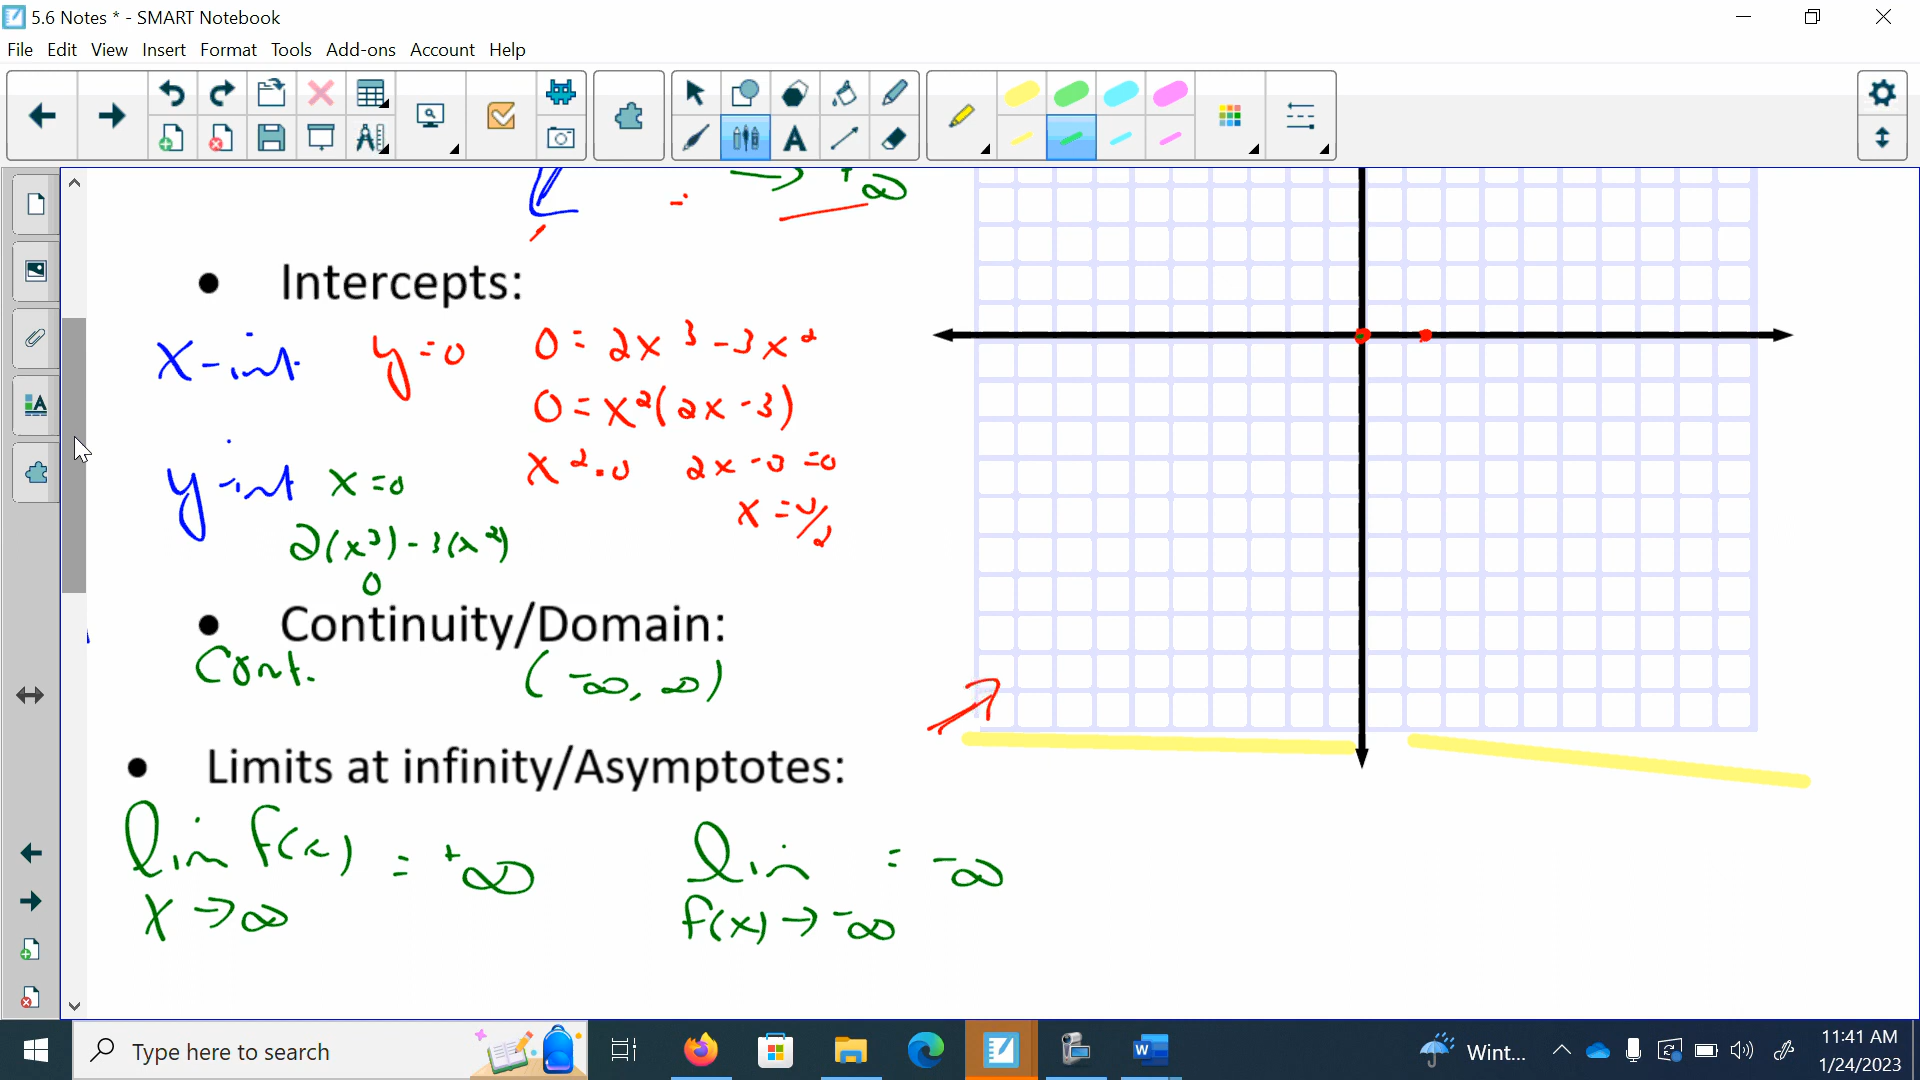 5.6 Notes * - SMART Notebook
File Edit View Insert Format Tools Add-ons Account Help
→ +∞
• Intercepts:
x-int y=0 0=2x³-3x²
0=x²(2x-3)
x²=0 2x-3=0
x=3/2
y-int x=0
2(x³)-3(x²)
0
• Continuity/Domain:
Cont. (-∞, ∞)
• Limits at infinity/Asymptotes:
lim f(x) = +∞ lim = -∞
x→∞ f(x)→-∞
Type here to search
Wint...
11:41 AM
1/24/2023